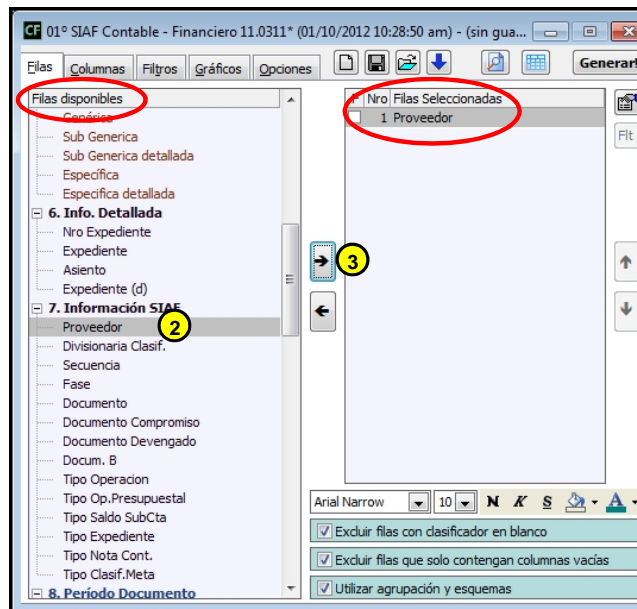 CF 01º SIAF Contable - Financiero 11.0311* (01/10/2012 10:28:50 am) - (sin gua...
Filas Columnas Filtros Gráficos Opciones Generar!
Filas disponibles
Genérica
Sub Generica
Sub Generica detallada
Específica
Especifica detallada
6. Info. Detallada
Nro Expediente
Expediente
Asiento
Expediente (d)
7. Información SIAF
Proveedor
2
Divisionaria Clasif.
Secuencia
Fase
Documento
Documento Compromiso
Documento Devengado
Docum. B
Tipo Operacion
Tipo Op.Presupuestal
Tipo Saldo SubCta
Tipo Expediente
Tipo Nota Cont.
Tipo Clasif.Meta
8. Período Documento
3
F Nro Filas Seleccionadas
1 Proveedor
Flt
Arial Narrow 10 N K S A
Excluir filas con clasificador en blanco
Excluir filas que solo contengan columnas vacías
Utilizar agrupación y esquemas